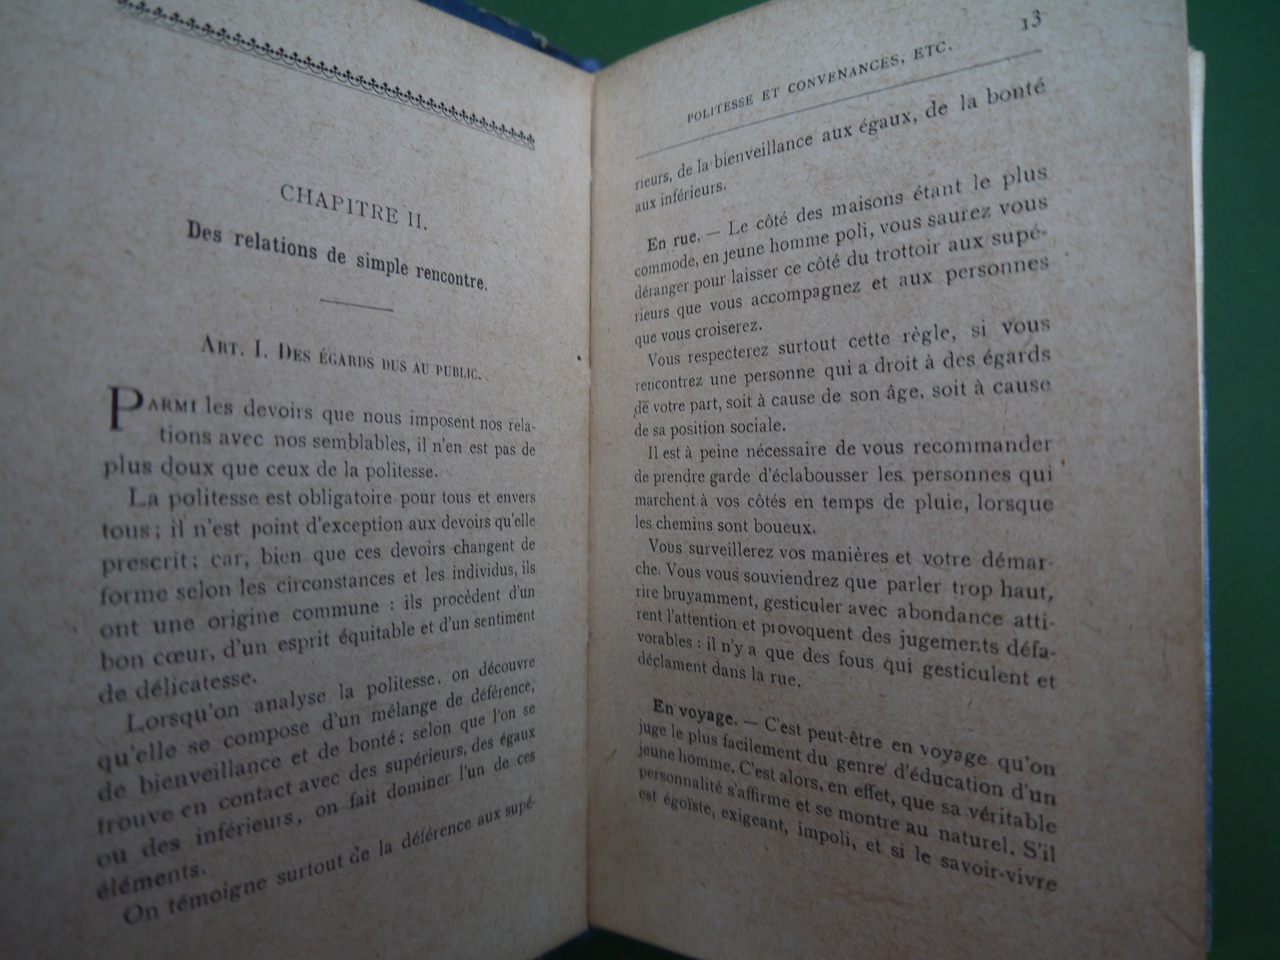 CHAPITRE II.
Des relations de simple rencontre.
ART. I. DES ÉGARDS DUS AU PUBLIC.
PARMI les devoirs que nous imposent nos rela-
tions avec nos semblables, il n'en est pas de
plus doux que ceux de la politesse.
La politesse est obligatoire pour tous et envers
tous; il n'est point d'exception aux devoirs qu'elle
prescrit; car, bien que ces devoirs changent de
forme selon les circonstances et les individus, ils
ont une origine commune : ils procèdent d'un
bon cœur, d'un esprit équitable et d'un sentiment
de délicatesse.
Lorsqu'on analyse la politesse, on découvre
qu'elle se compose d'un mélange de déférence,
de bienveillance et de bonté; selon que l'on se
trouve en contact avec des supérieurs, des égaux
ou des inférieurs, on fait dominer l'un de ces
éléments.
On témoigne surtout de la déférence aux supé-
POLITESSE ET CONVENANCES, ETC. 13
rieurs, de la bienveillance aux égaux, de la bonté
aux inférieurs.
En rue. — Le côté des maisons étant le plus
commode, en jeune homme poli, vous saurez vous
déranger pour laisser ce côté du trottoir aux supé-
rieurs que vous accompagnez et aux personnes
que vous croiserez.
Vous respecterez surtout cette règle, si vous
rencontrez une personne qui a droit à des égards
de votre part, soit à cause de son âge, soit à cause
de sa position sociale.
Il est à peine nécessaire de vous recommander
de prendre garde d'éclabousser les personnes qui
marchent à vos côtés en temps de pluie, lorsque
les chemins sont boueux.
Vous surveillerez vos manières et votre démar-
che. Vous vous souviendrez que parler trop haut,
rire bruyamment, gesticuler avec abondance atti-
rent l'attention et provoquent des jugements défa-
vorables : il n'y a que des fous qui gesticulent et
déclament dans la rue.
En voyage. — C'est peut-être en voyage qu'on
juge le plus facilement du genre d'éducation d'un
jeune homme. C'est alors, en effet, que sa véritable
personnalité s'affirme et se montre au naturel. S'il
est égoïste, exigeant, impoli, et si le savoir-vivre